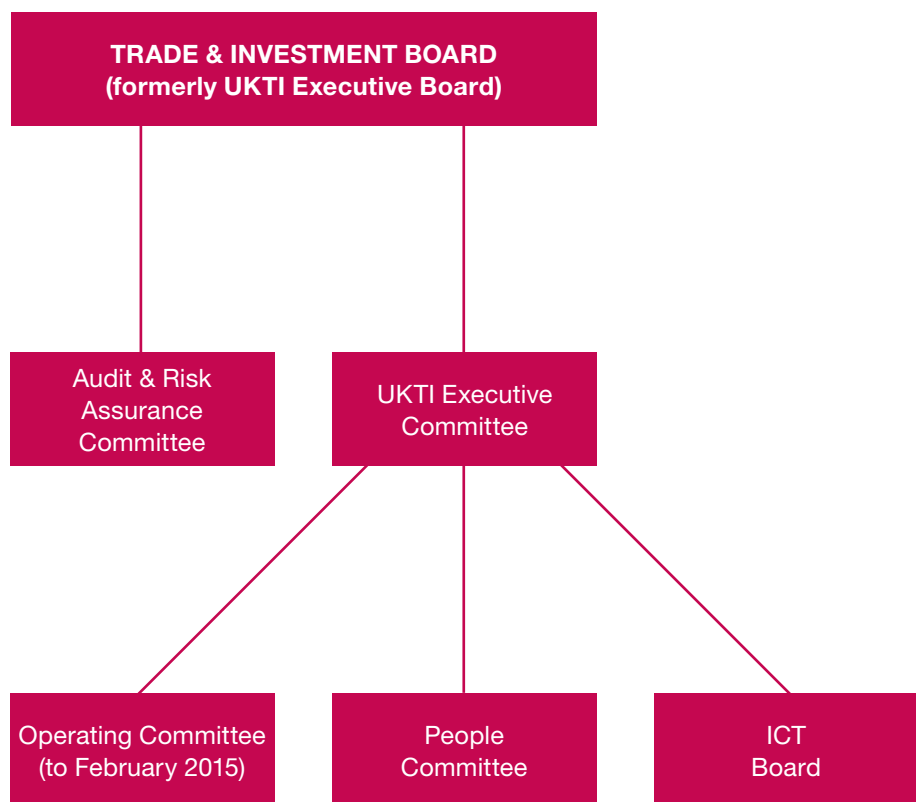 TRADE & INVESTMENT BOARD
(formerly UKTI Executive Board)
Audit & Risk
Assurance
Committee
UKTI Executive
Committee
Operating Committee
(to February 2015)
People
Committee
ICT
Board